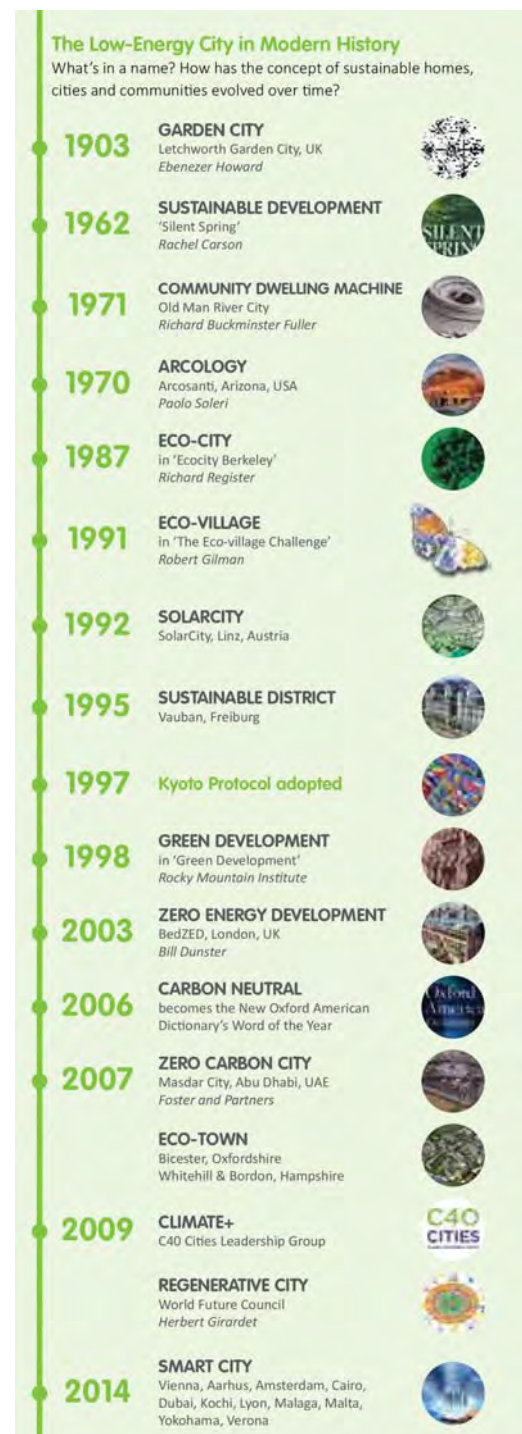 The Low-Energy City in Modern History
What's in a name? How has the concept of sustainable homes,
cities and communities evolved over time?
1903
GARDEN CITY
Letchworth Garden City, UK
Ebenezer Howard
1962
SUSTAINABLE DEVELOPMENT
'Silent Spring'
Rachel Carson
SILENT
SPRING
1971
COMMUNITY DWELLING MACHINE
Old Man River City
Richard Buckminster Fuller
1970
ARCOLOGY
Arcosanti, Arizona, USA
Paolo Soleri
1987
ECO-CITY
in 'Ecocity Berkeley'
Richard Register
1991
ECO-VILLAGE
in 'The Eco-village Challenge'
Robert Gilman
1992
SOLARCITY
SolarCity, Linz, Austria
1995
SUSTAINABLE DISTRICT
Vauban, Freiburg
1997
Kyoto Protocol adopted
1998
GREEN DEVELOPMENT
in 'Green Development'
Rocky Mountain Institute
2003
ZERO ENERGY DEVELOPMENT
BedZED, London, UK
Bill Dunster
2006
CARBON NEUTRAL
becomes the New Oxford American
Dictionary's Word of the Year
Oxford
America
2007
ZERO CARBON CITY
Masdar City, Abu Dhabi, UAE
Foster and Partners
ECO-TOWN
Bicester, Oxfordshire
Whitehill & Bordon, Hampshire
2009
CLIMATE+
C40 Cities Leadership Group
C40
CITIES
REGENERATIVE CITY
World Future Council
Herbert Girardet
2014
SMART CITY
Vienna, Aarhus, Amsterdam, Cairo,
Dubai, Kochi, Lyon, Malaga, Malta,
Yokohama, Verona